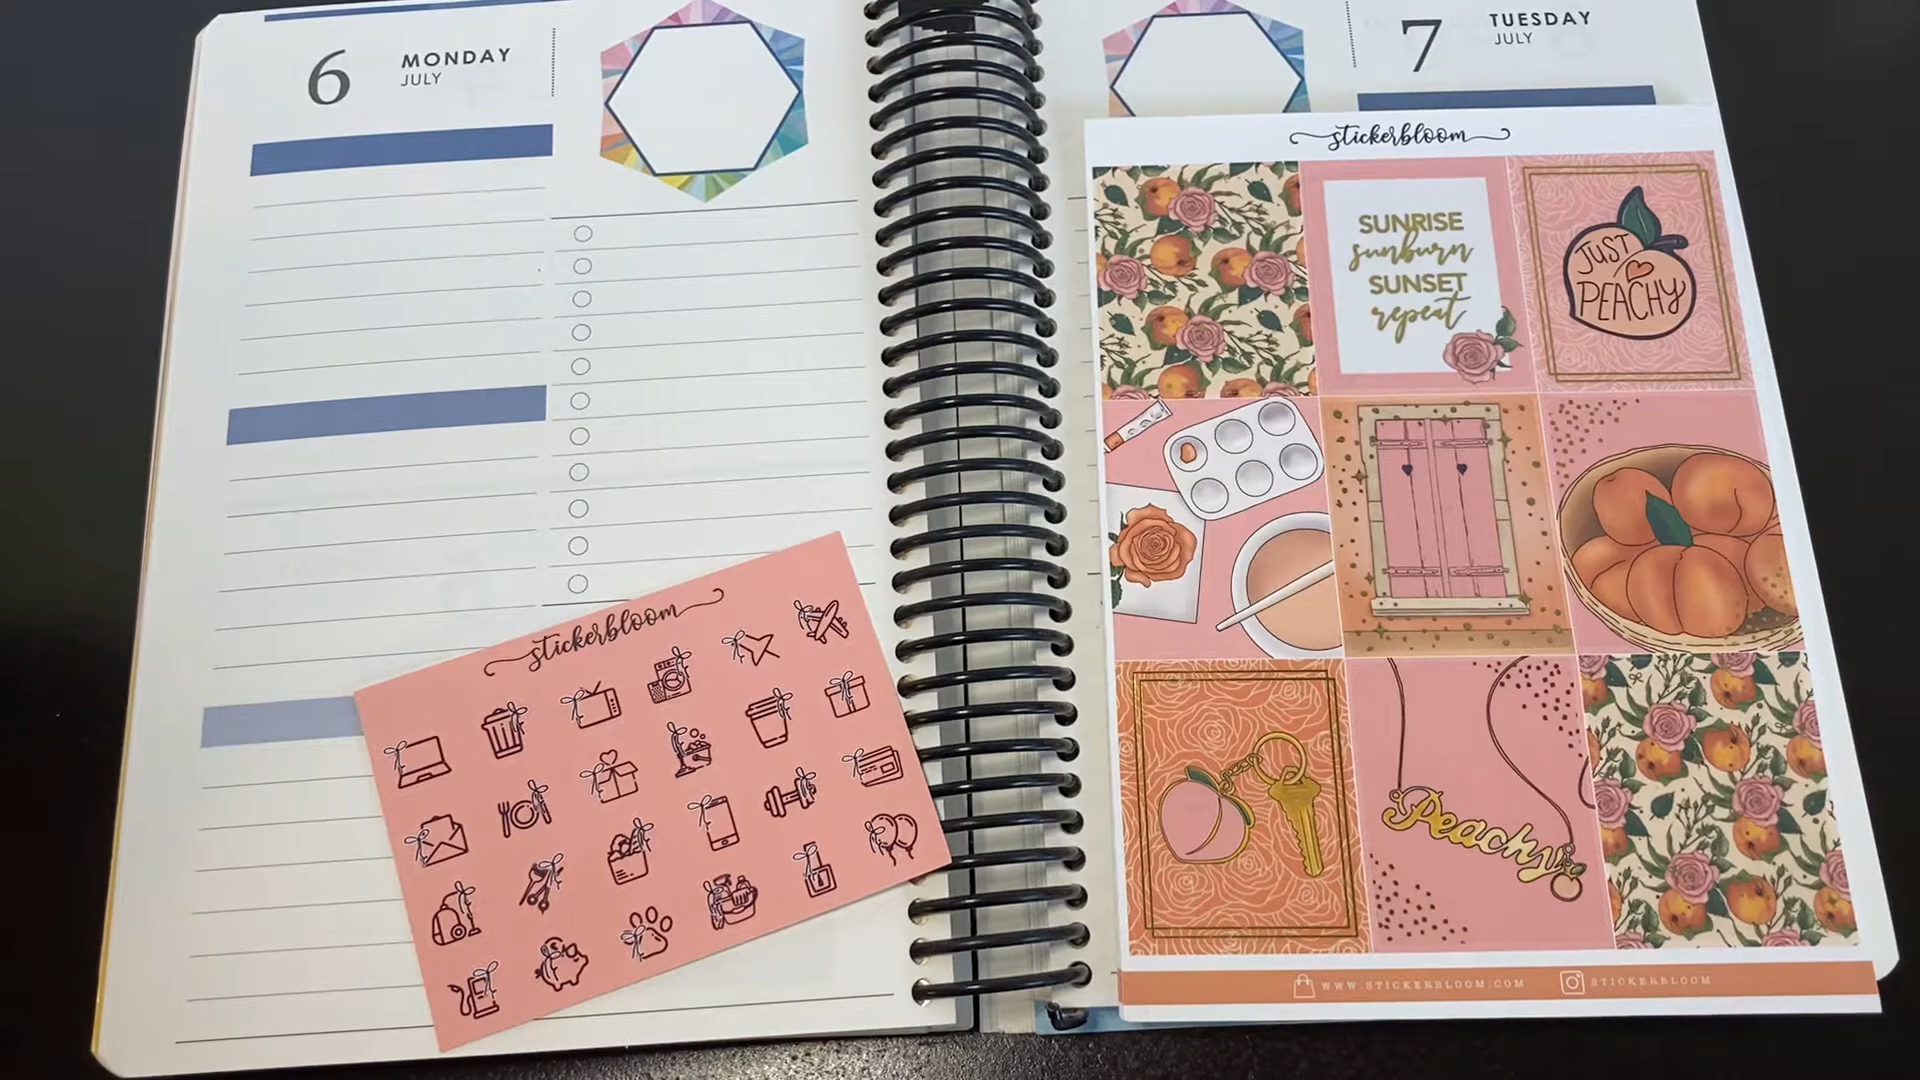 6
MONDAY
JULY
7
TUESDAY
JULY
stickerbloom
SUNRISE
sunburn
SUNSET
repeat
JUST
PEACHY
Peachy
WWW.STICKERBLOOM.COM
STICKERBLOOM
stickerbloom